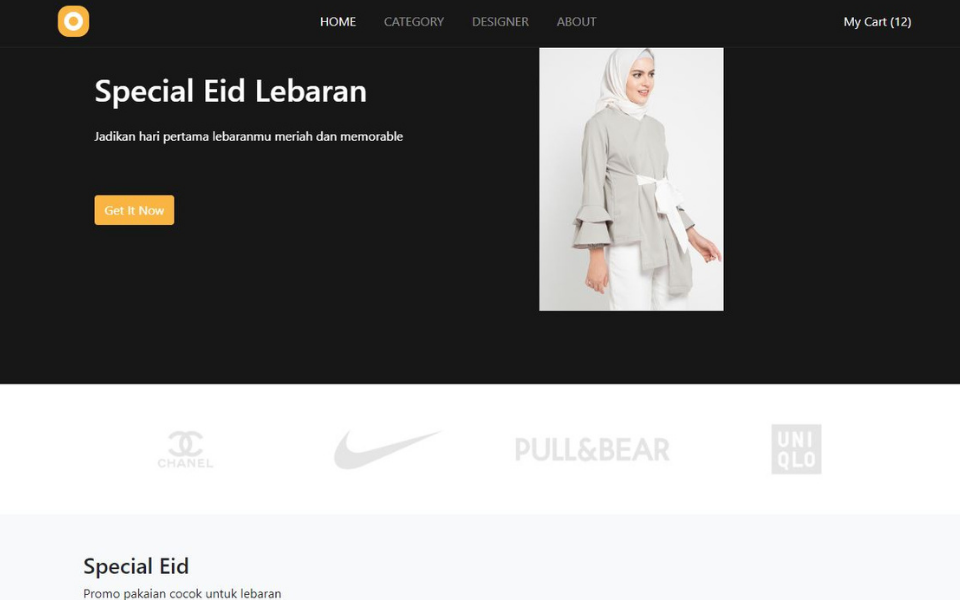 HOME CATEGORY DESIGNER ABOUT My Cart (12)
Special Eid Lebaran
Jadikan hari pertama lebaranmu meriah dan memorable
Get It Now
CHANEL
PULL&BEAR
UNI
QLO
Special Eid
Promo pakaian cocok untuk lebaran